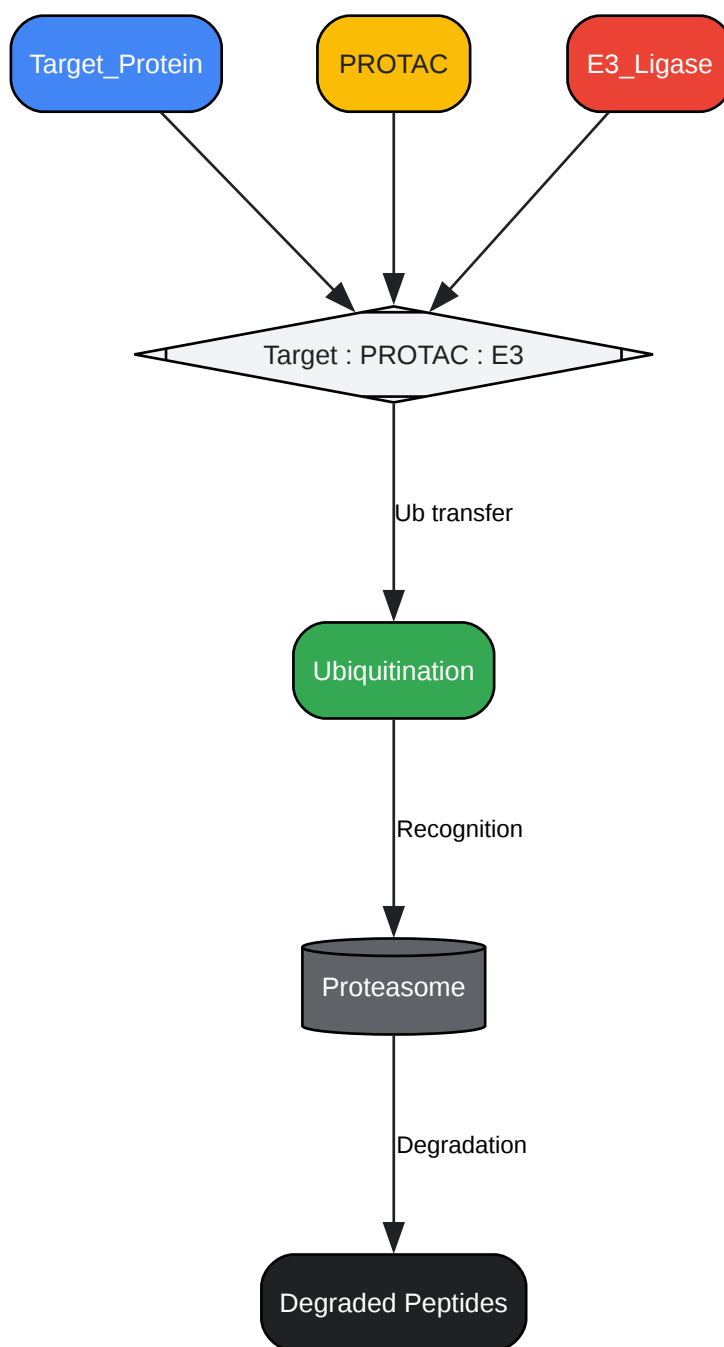 Target_Protein
PROTAC
E3_Ligase
Target : PROTAC : E3
Ub transfer
Ubiquitination
Recognition
Proteasome
Degradation
Degraded Peptides